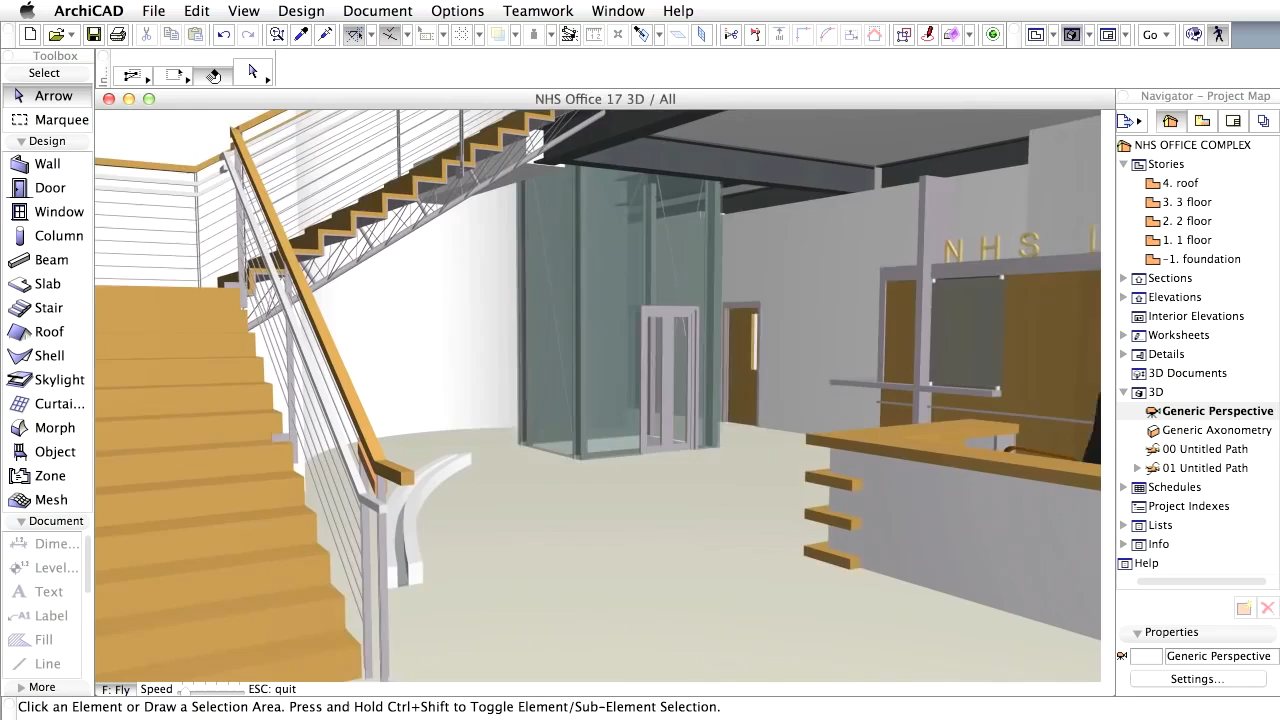 ArchiCAD File Edit View Design Document Options Teamwork Window Help
Go
Toolbox
Select
Arrow
Marquee
Design
Wall
Door
Window
Column
Beam
Slab
Stair
Roof
Shell
Skylight
Curtai...
Morph
Object
Zone
Mesh
Document
Dime...
Level...
A Text
A1 Label
Fill
Line
More
NHS Office 17 3D / All
N H S
F: Fly Speed ESC: quit
Navigator - Project Map
NHS OFFICE COMPLEX
Stories
4. roof
3. 3 floor
2. 2 floor
1. 1 floor
-1. foundation
Sections
Elevations
Interior Elevations
Worksheets
Details
3D Documents
3D
Generic Perspective
Generic Axonometry
00 Untitled Path
01 Untitled Path
Schedules
Project Indexes
Lists
Info
Help
Properties
Generic Perspective
Settings...
Click an Element or Draw a Selection Area. Press and Hold Ctrl+Shift to Toggle Element/Sub-Element Selection.